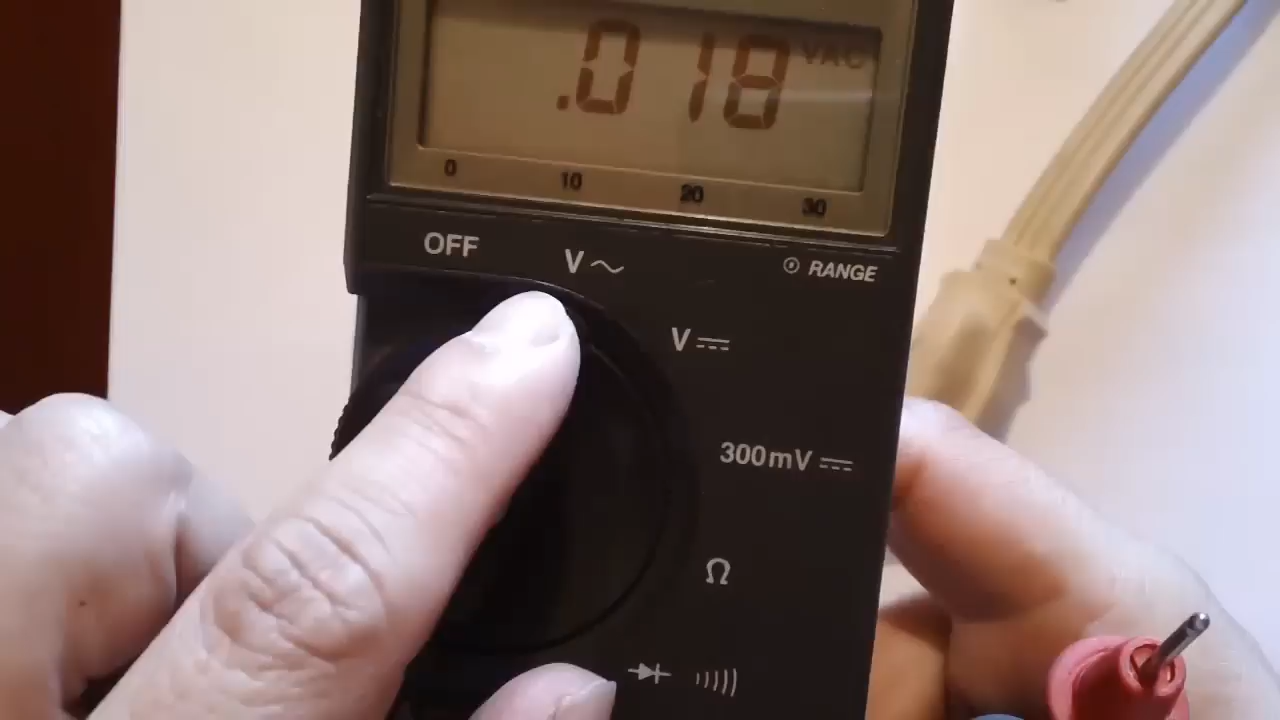 .018 VAC
0 10 20 30
OFF V~ RANGE
V⎓
300mV⎓
Ω